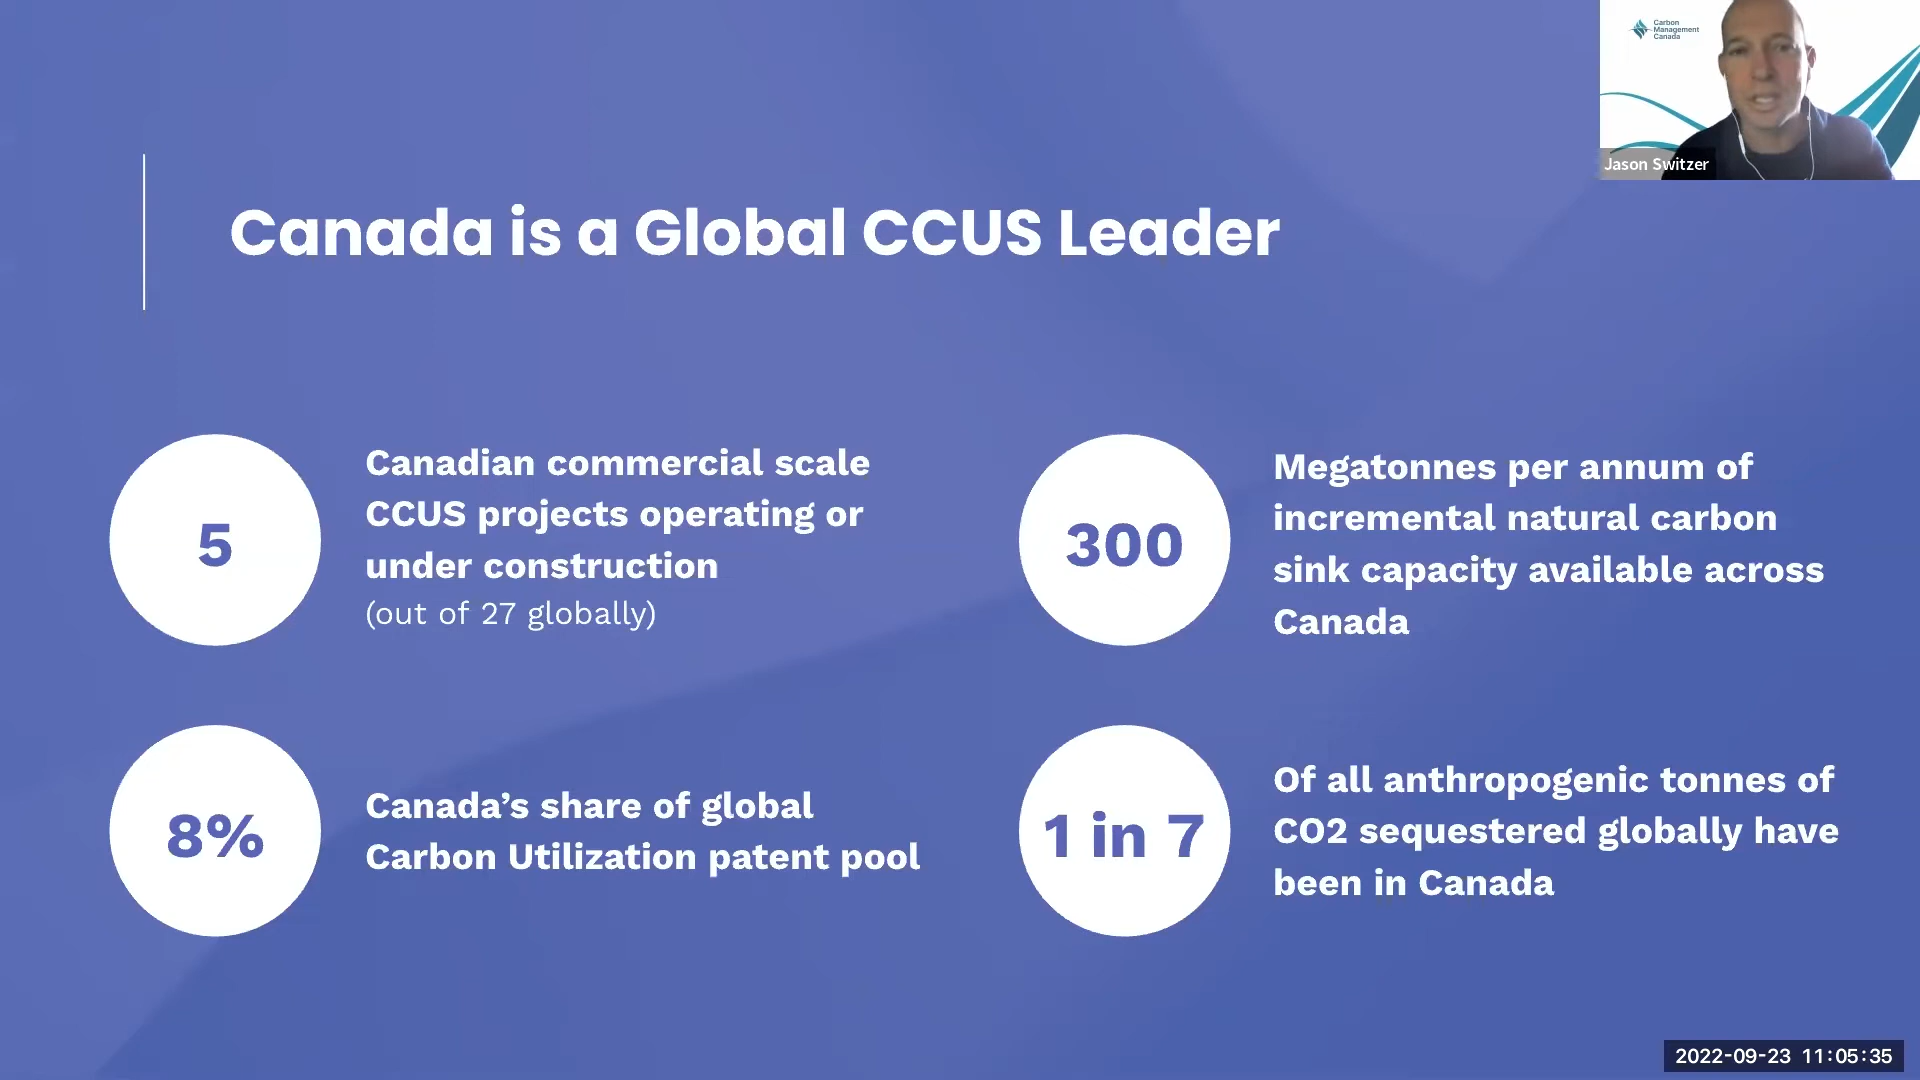 Carbon
Management
Canada
Jason Switzer
Canada is a Global CCUS Leader
5
Canadian commercial scale
CCUS projects operating or
under construction
(out of 27 globally)
300
Megatonnes per annum of
incremental natural carbon
sink capacity available across
Canada
8%
Canada’s share of global
Carbon Utilization patent pool
1 in 7
Of all anthropogenic tonnes of
CO2 sequestered globally have
been in Canada
2022-09-23 11:05:35